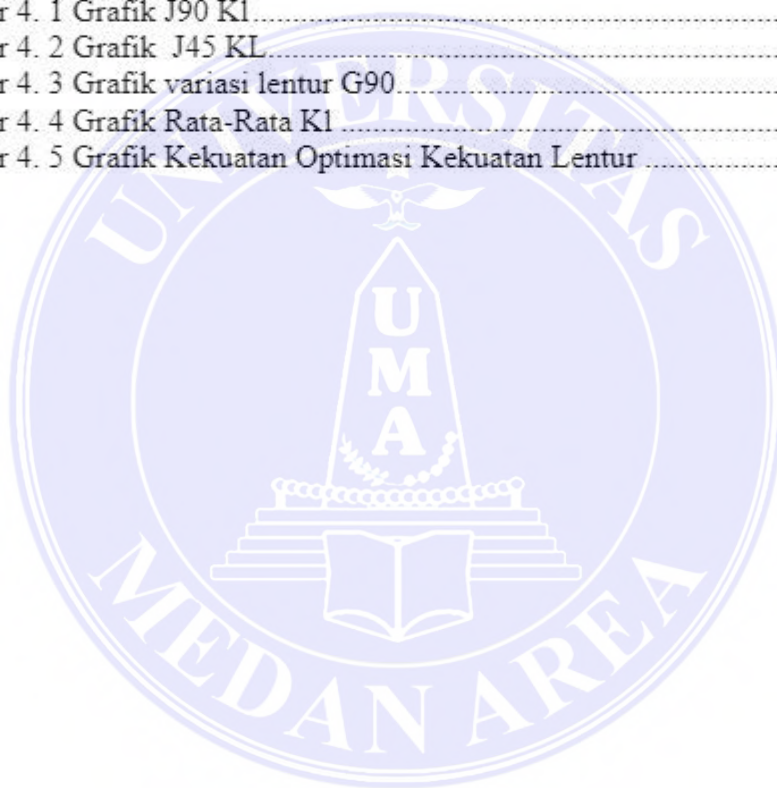 r 4. 1 Grafik J90 Kl
r 4. 2 Grafik J45 KL
r 4. 3 Grafik variasi lentur G90
r 4. 4 Grafik Rata-Rata Kl
r 4. 5 Grafik Kekuatan Optimasi Kekuatan Lentur
UNIVERSITAS
U
M
A
MEDAN AREA